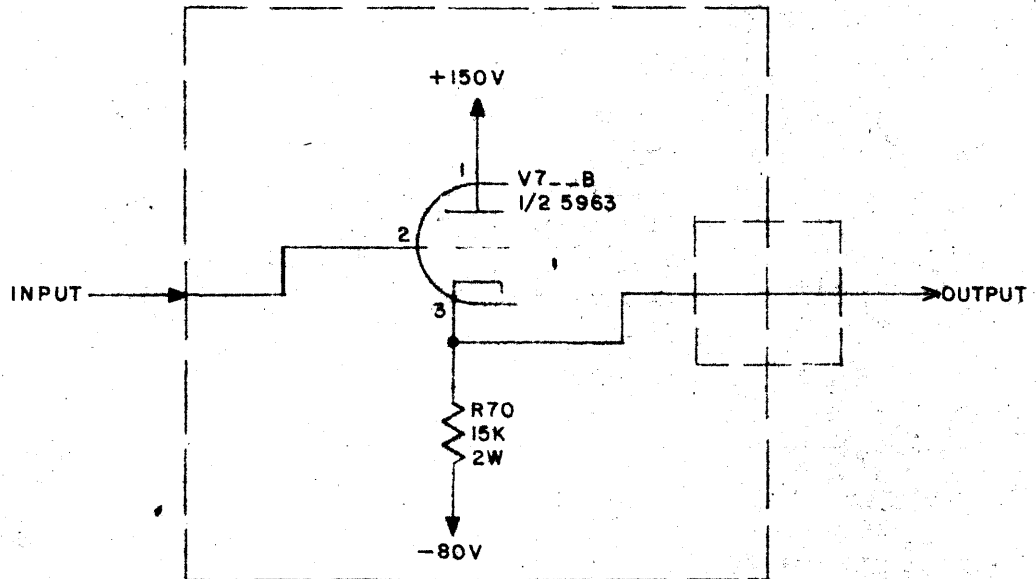 +150V
1
V7__B
1/2 5963
2
INPUT
OUTPUT
3
R70
15K
2W
-80V